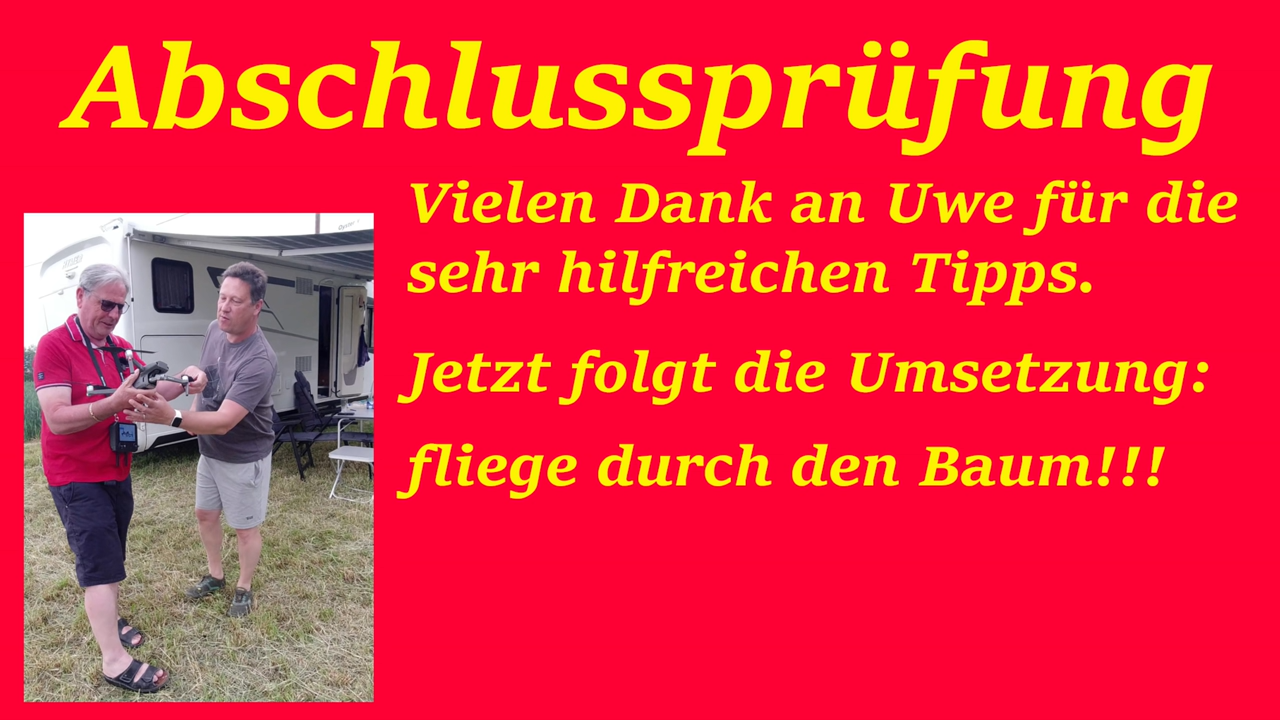 Abschlussprüfung
Vielen Dank an Uwe für die
sehr hilfreichen Tipps.
Jetzt folgt die Umsetzung:
fliege durch den Baum!!!